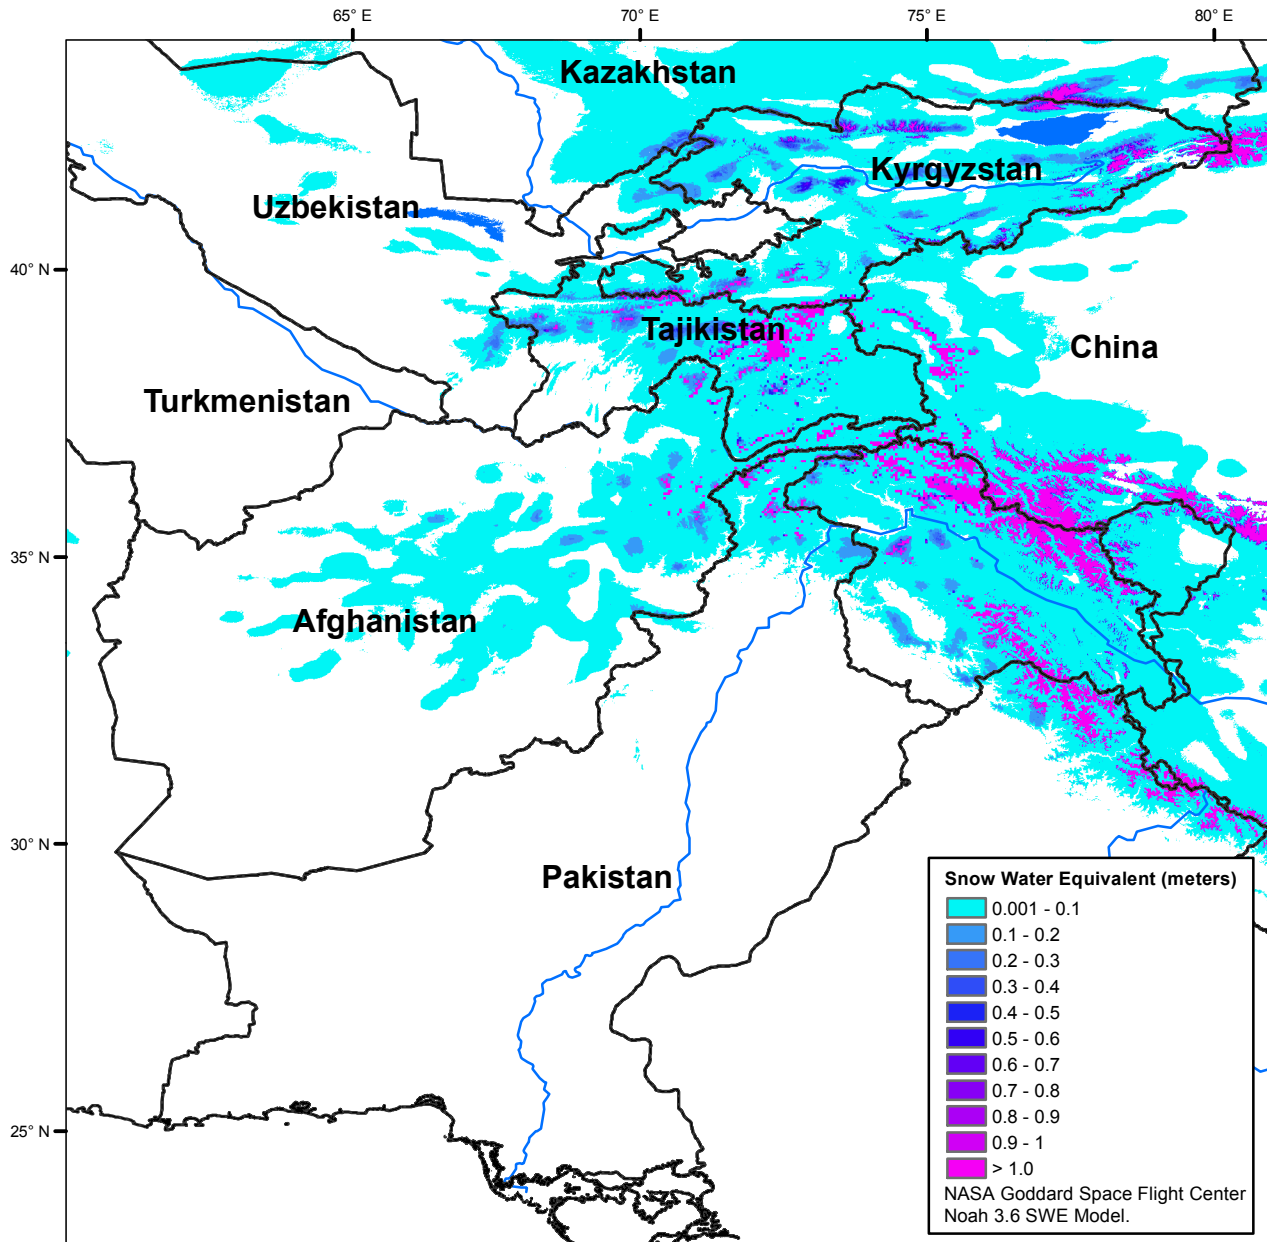 65° E
70° E
75° E
80° E
Kazakhstan
Kyrgyzstan
Uzbekistan
40° N
Tajikistan
China
Turkmenistan
35° N
Afghanistan
30° N
Pakistan
25° N
Snow Water Equivalent (meters)
0.001 - 0.1
0.1 - 0.2
0.2 - 0.3
0.3 - 0.4
0.4 - 0.5
0.5 - 0.6
0.6 - 0.7
0.7 - 0.8
0.8 - 0.9
0.9 - 1
> 1.0
NASA Goddard Space Flight Center
Noah 3.6 SWE Model.